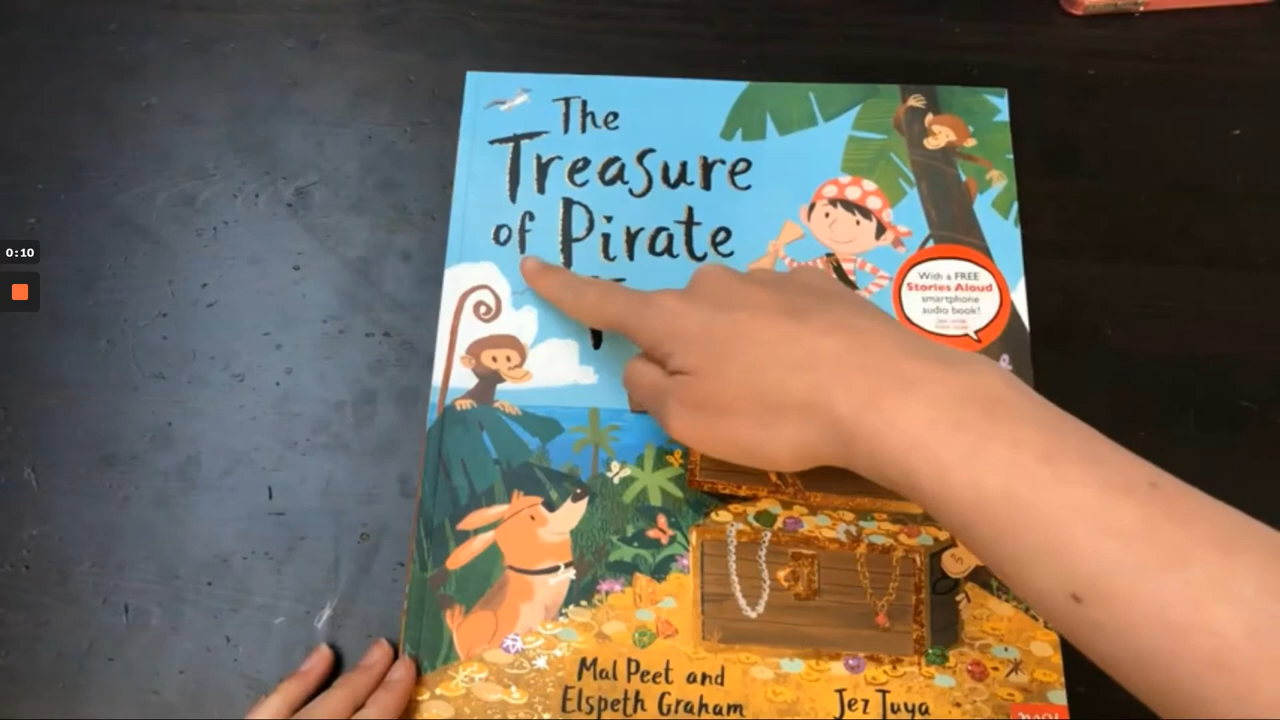 The
Treasure
of Pirate
With a FREE
Stories Aloud
smartphone
audio book!
Mal Peet and
Elspeth Graham
Jez Tuya
0:10